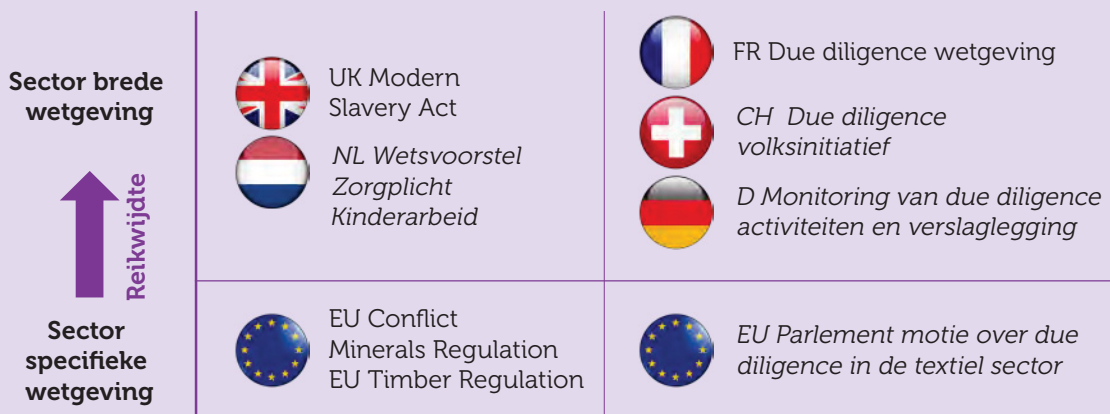 Sector brede
wetgeving
Reikwijdte
Sector
specifieke
wetgeving
UK Modern
Slavery Act
NL Wetsvoorstel
Zorgplicht
Kinderarbeid
FR Due diligence wetgeving
CH Due diligence
volksinitiatief
D Monitoring van due diligence
activiteiten en verslaglegging
EU Conflict
Minerals Regulation
EU Timber Regulation
EU Parlement motie over due
diligence in de textiel sector